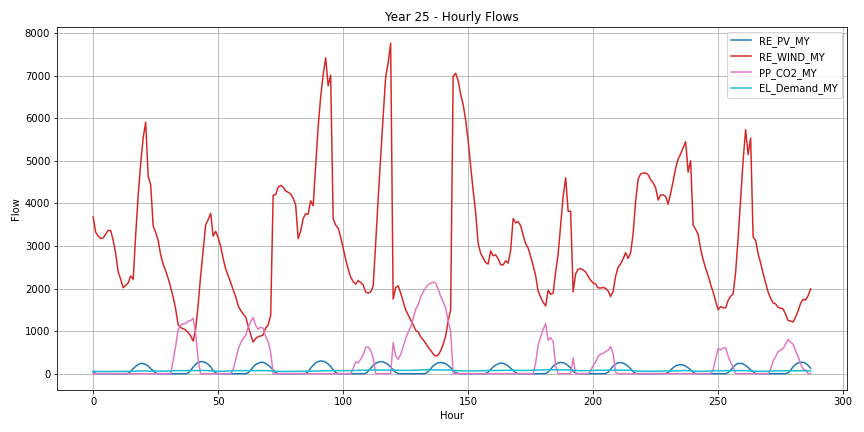 Year 25 - Hourly Flows
RE_PV_MY
RE_WIND_MY
PP_CO2_MY
EL_Demand_MY
8000
7000
6000
5000
4000
3000
2000
1000
0
Flow
0 50 100 150 200 250 300
Hour